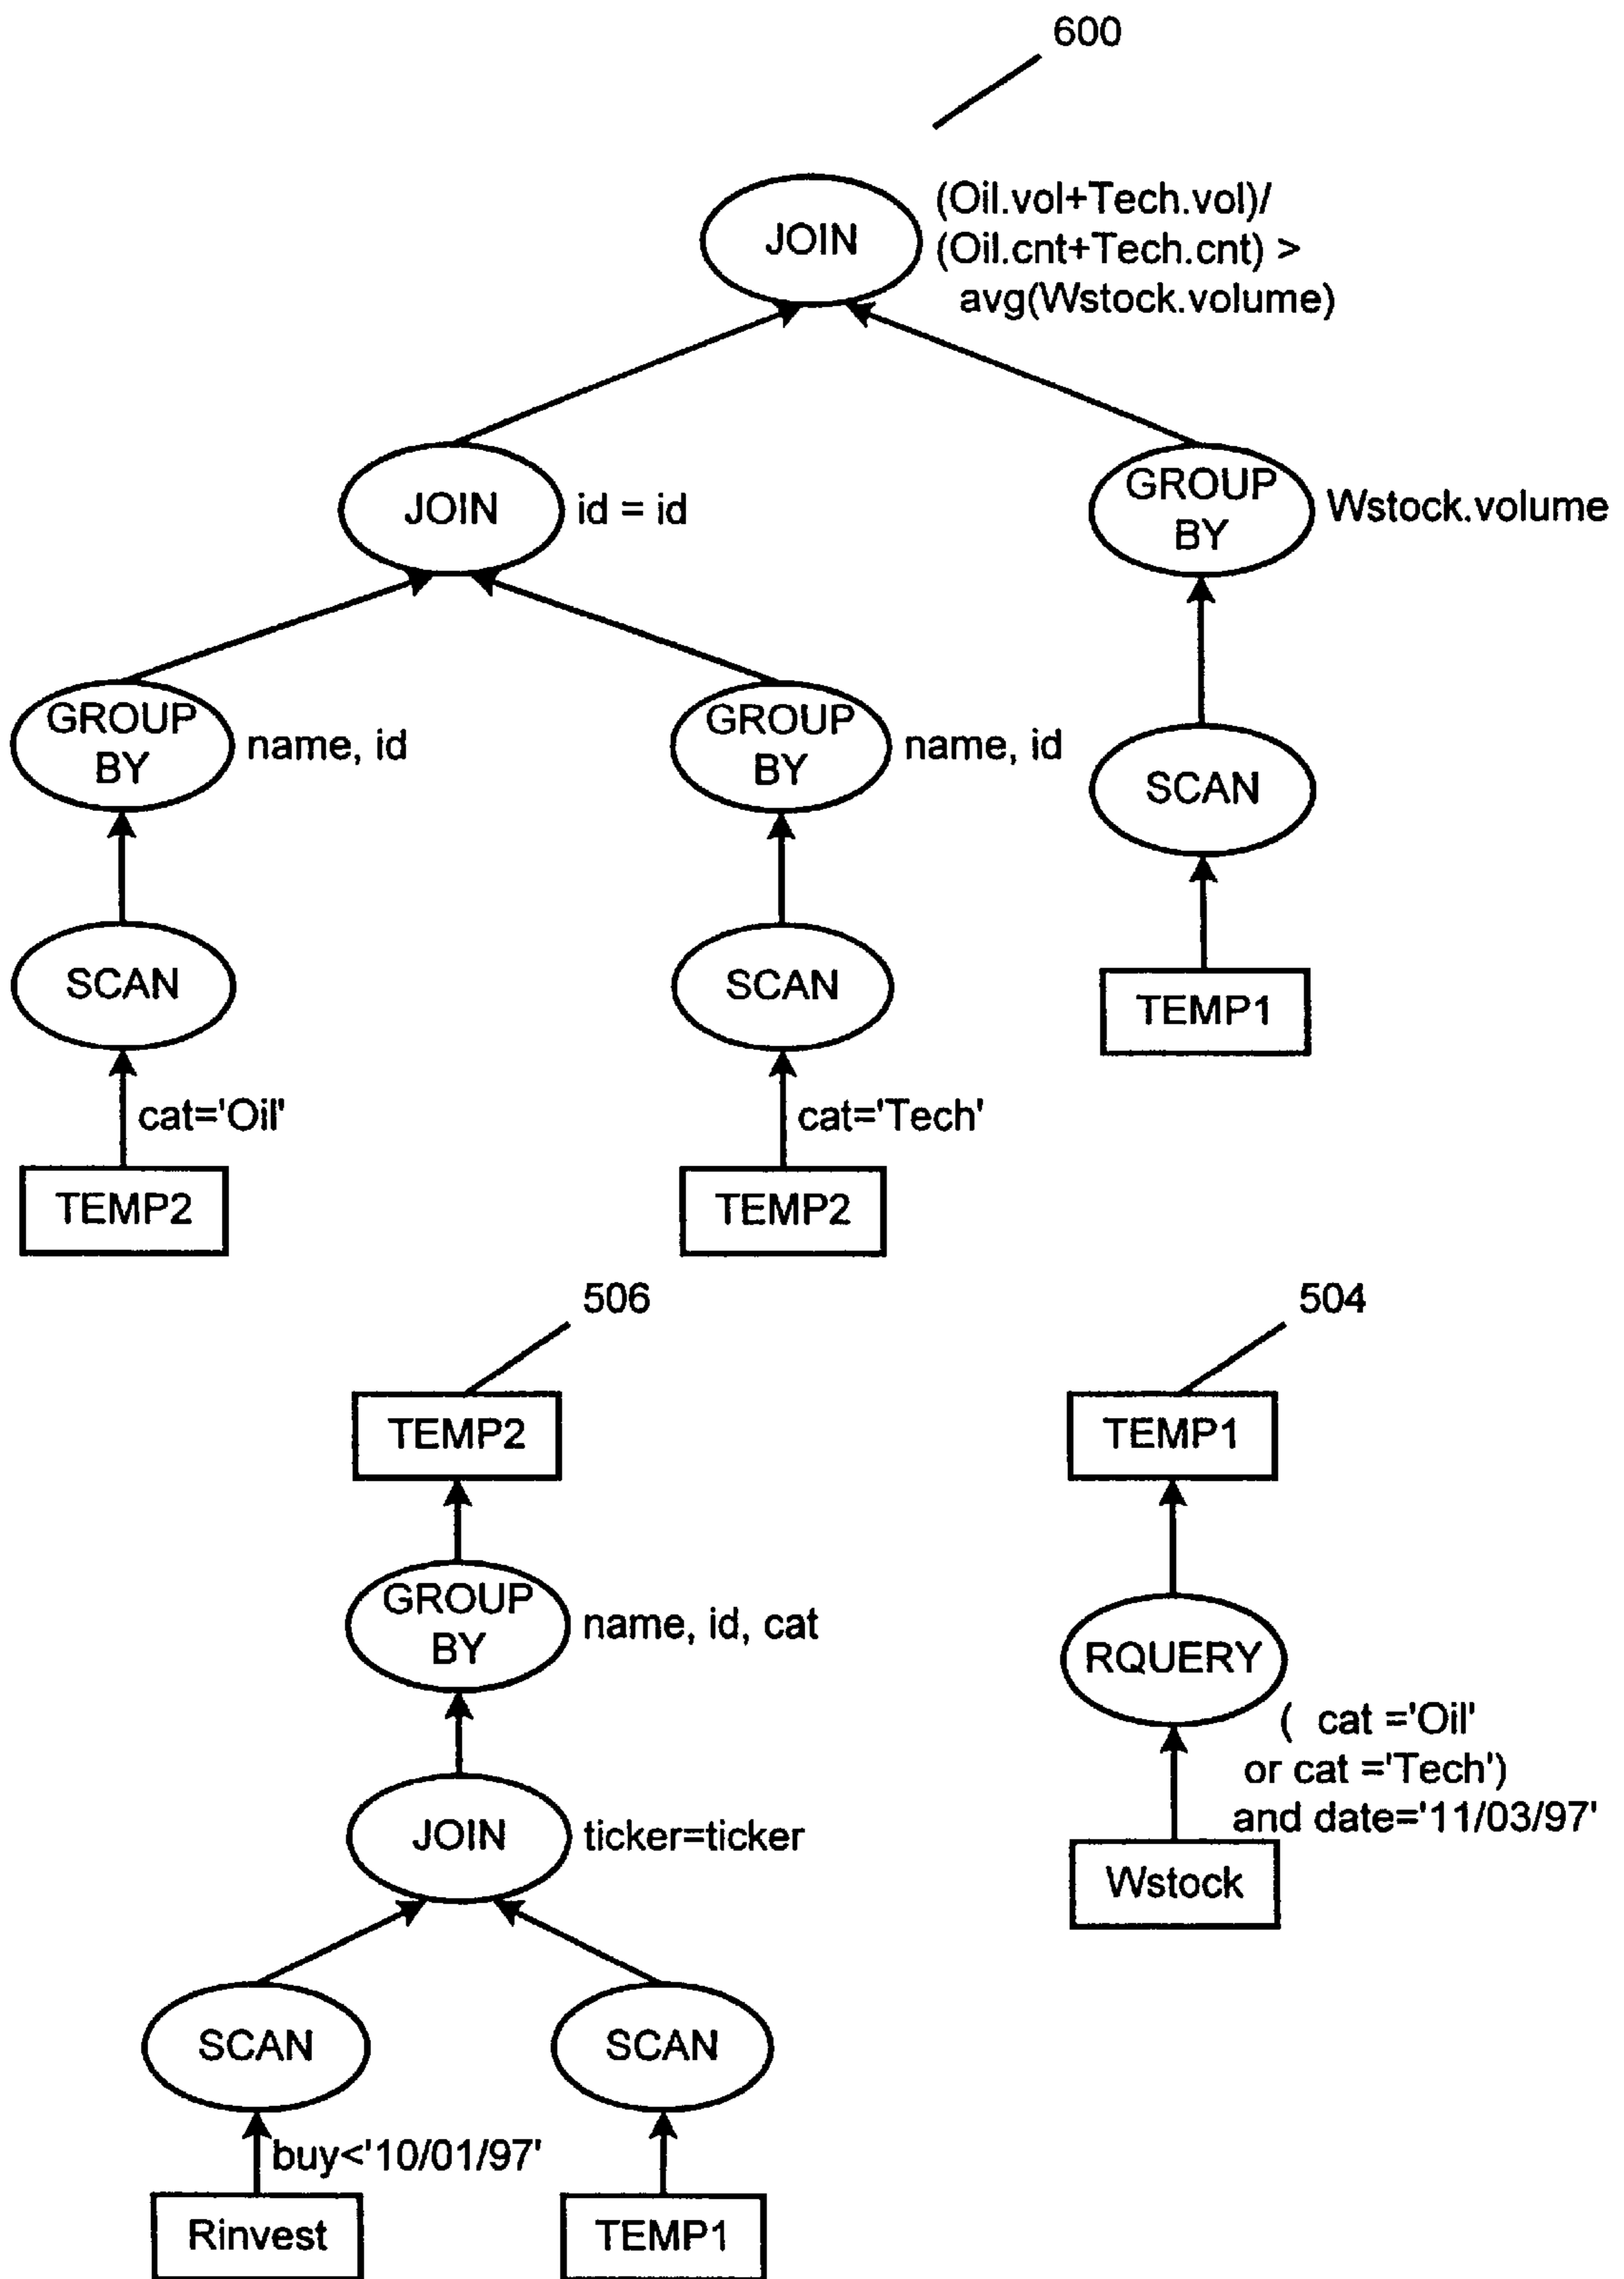 600
JOIN
(Oil.vol+Tech.vol)/
(Oil.cnt+Tech.cnt) >
avg(Wstock.volume)
JOIN
id = id
GROUP
BY
Wstock.volume
GROUP
BY
name, id
GROUP
BY
name, id
SCAN
SCAN
SCAN
TEMP1
cat='Oil'
cat='Tech'
TEMP2
TEMP2
506
504
TEMP2
TEMP1
GROUP
BY
name, id, cat
RQUERY
( cat ='Oil'
or cat ='Tech')
and date='11/03/97'
JOIN
ticker=ticker
Wstock
SCAN
SCAN
buy<'10/01/97'
Rinvest
TEMP1